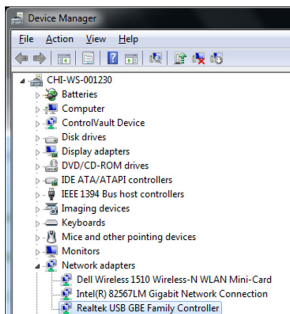 Device Manager
File Action View Help
CHI-WS-001230
Batteries
Computer
ControlVault Device
Disk drives
Display adapters
DVD/CD-ROM drives
IDE ATA/ATAPI controllers
IEEE 1394 Bus host controllers
Imaging devices
Keyboards
Mice and other pointing devices
Monitors
Network adapters
Dell Wireless 1510 Wireless-N WLAN Mini-Card
Intel(R) 82567LM Gigabit Network Connection
Realtek USB GBE Family Controller